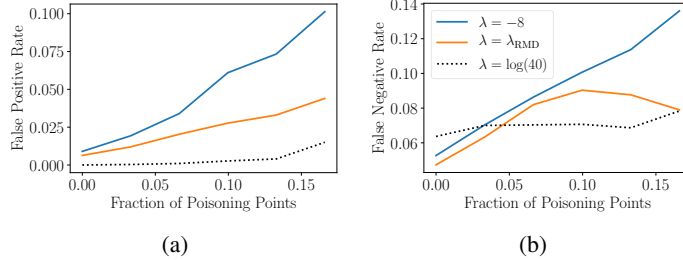 0.100
0.075
0.050
0.025
0.000
False Positive Rate
0.00 0.05 0.10 0.15
Fraction of Poisoning Points
(a)
0.14
0.12
0.10
0.08
0.06
False Negative Rate
λ = −8
λ = λRMD
λ = log(40)
0.00 0.05 0.10 0.15
Fraction of Poisoning Points
(b)